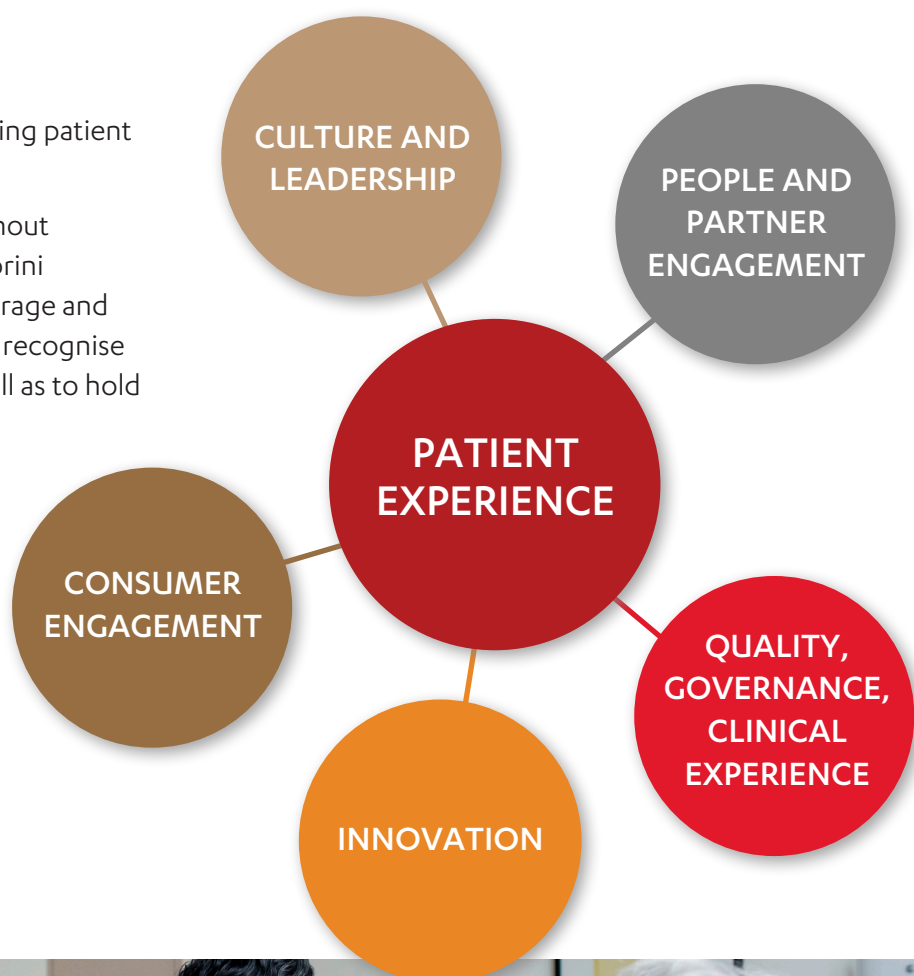 ing patient
hout
orini
rage and
recognise
ll as to hold
CULTURE AND
LEADERSHIP
PEOPLE AND
PARTNER
ENGAGEMENT
PATIENT
EXPERIENCE
CONSUMER
ENGAGEMENT
QUALITY,
GOVERNANCE,
CLINICAL
EXPERIENCE
INNOVATION